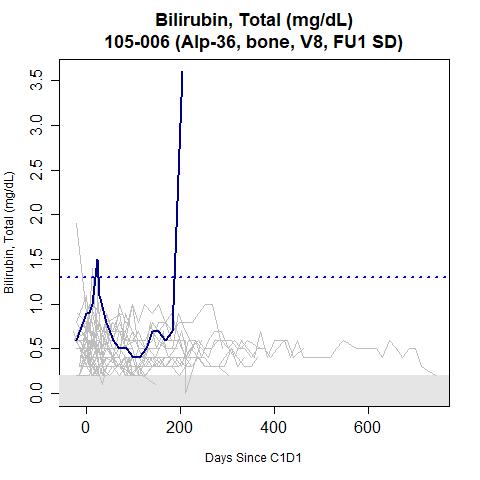 Bilirubin, Total (mg/dL)
105-006 (Alp-36, bone, V8, FU1 SD)
Bilirubin, Total (mg/dL)
3.5
3.0
2.5
2.0
1.5
1.0
0.5
0.0
0 200 400 600
Days Since C1D1